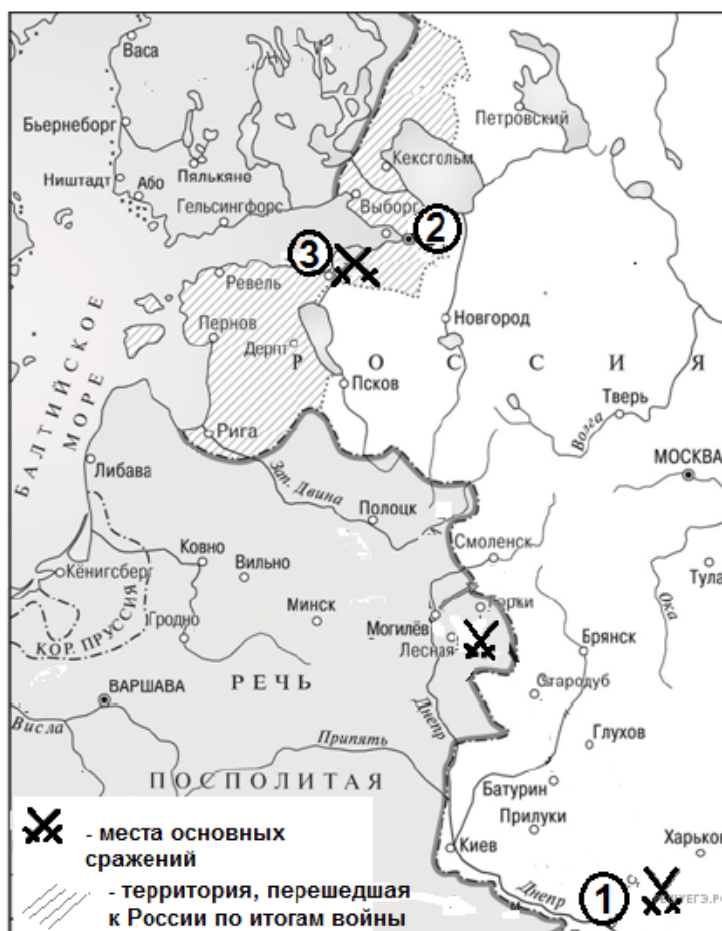 Васа
Петровский
Бьернеборг
Кексгольм
Пялькяне
Ништадт
Або
Выборг
Гельсингфорс
2
3
Ревель
Новгород
Пернов
Дерпт
РОССИЯ
Псков
БАЛТИЙСКОЕ
МОРЕ
Тверь
Волга
Рига
МОСКВА
Либава
Зап. Двина
Полоцк
Смоленск
Ковно
Вильно
Тула
Кёнигсберг
Горки
Ока
Минск
КОР. ПРУССИЯ
Гродно
Могилёв
Лесная
Брянск
РЕЧЬ
Стародуб
ВАРШАВА
Днепр
Висла
Припять
Глухов
ПОСПОЛИТАЯ
Батурин
Прилуки
- места основных
сражений
Киев
Харьков
- территория, перешедшая
к России по итогам войны
Днепр
1